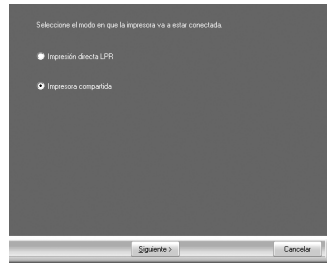 Seleccione el modo en que la impresora va a estar conectada.
Impresión directa LPR
Impresora compartida
Siguiente >
Cancelar